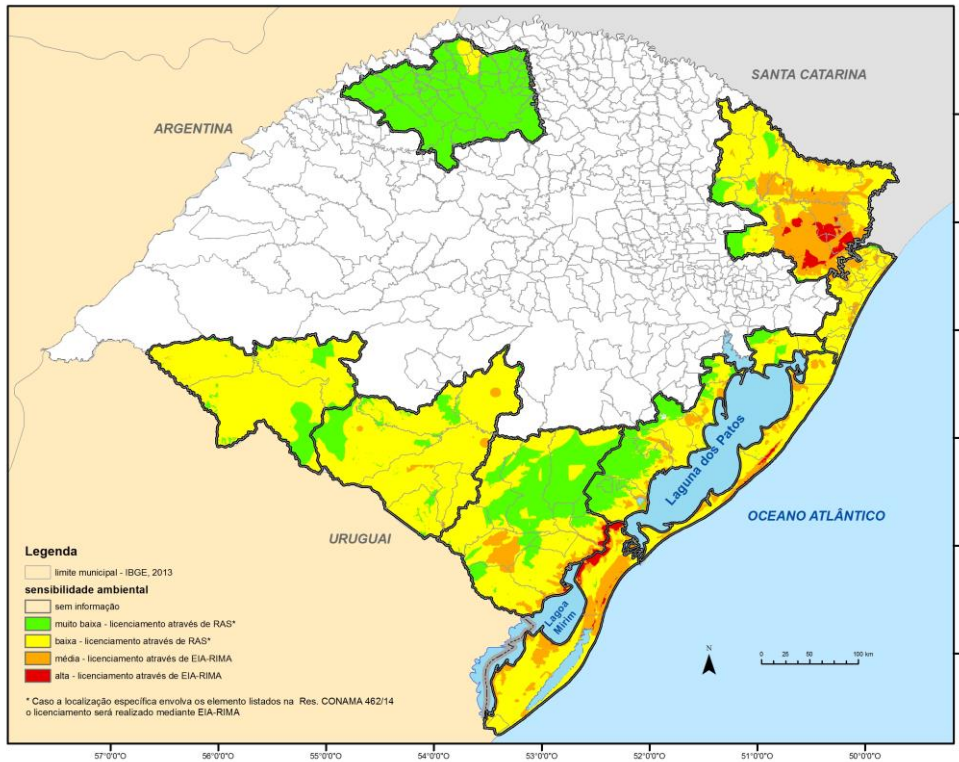 SANTA CATARINA
ARGENTINA
Laguna dos Patos
OCEANO ATLÂNTICO
URUGUAI
Lagoa
Mirim
Legenda
limite municipal - IBGE, 2013
sensibilidade ambiental
sem informação
muito baixa - licenciamento através de RAS*
baixa - licenciamento através de RAS*
média - licenciamento através de EIA-RIMA
alta - licenciamento através de EIA-RIMA
* Caso a localização específica envolva os elemento listados na Res. CONAMA 462/14
o licenciamento será realizado mediante EIA-RIMA
N
0 25 50 100 km
57°0'0"O 56°0'0"O 55°0'0"O 54°0'0"O 53°0'0"O 52°0'0"O 51°0'0"O 50°0'0"O